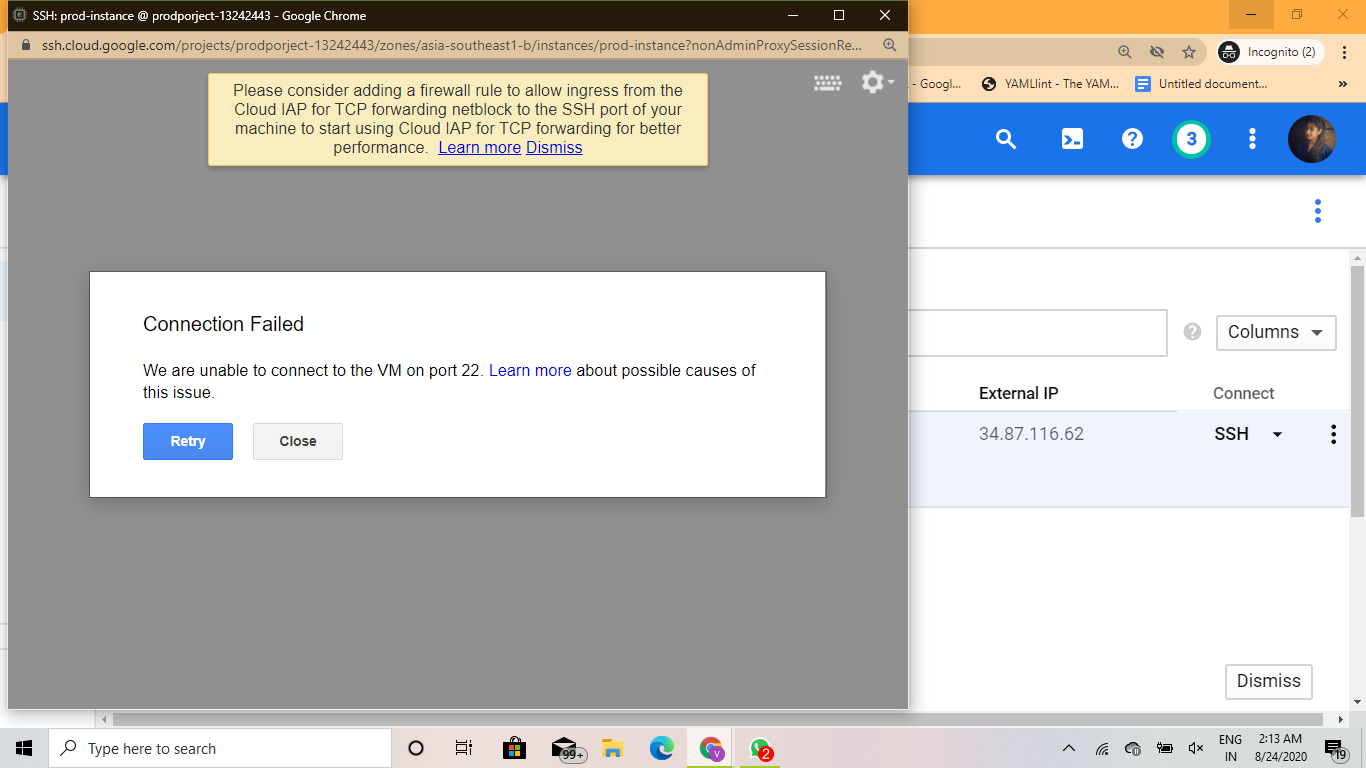 SSH: prod-instance @ prodporject-13242443 - Google Chrome
ssh.cloud.google.com/projects/prodporject-13242443/zones/asia-southeast1-b/instances/prod-instance?nonAdminProxySessionRe...
Incognito (2)
- Googl...
YAMLlint - The YAM...
Untitled document...
»
Please consider adding a firewall rule to allow ingress from the
Cloud IAP for TCP forwarding netblock to the SSH port of your
machine to start using Cloud IAP for TCP forwarding for better
performance. Learn more Dismiss
3
Connection Failed
We are unable to connect to the VM on port 22. Learn more about possible causes of
this issue.
Retry
Close
Columns
External IP
Connect
34.87.116.62
SSH
Dismiss
Type here to search
99+
V
2
ENG
IN
2:13 AM
8/24/2020
19